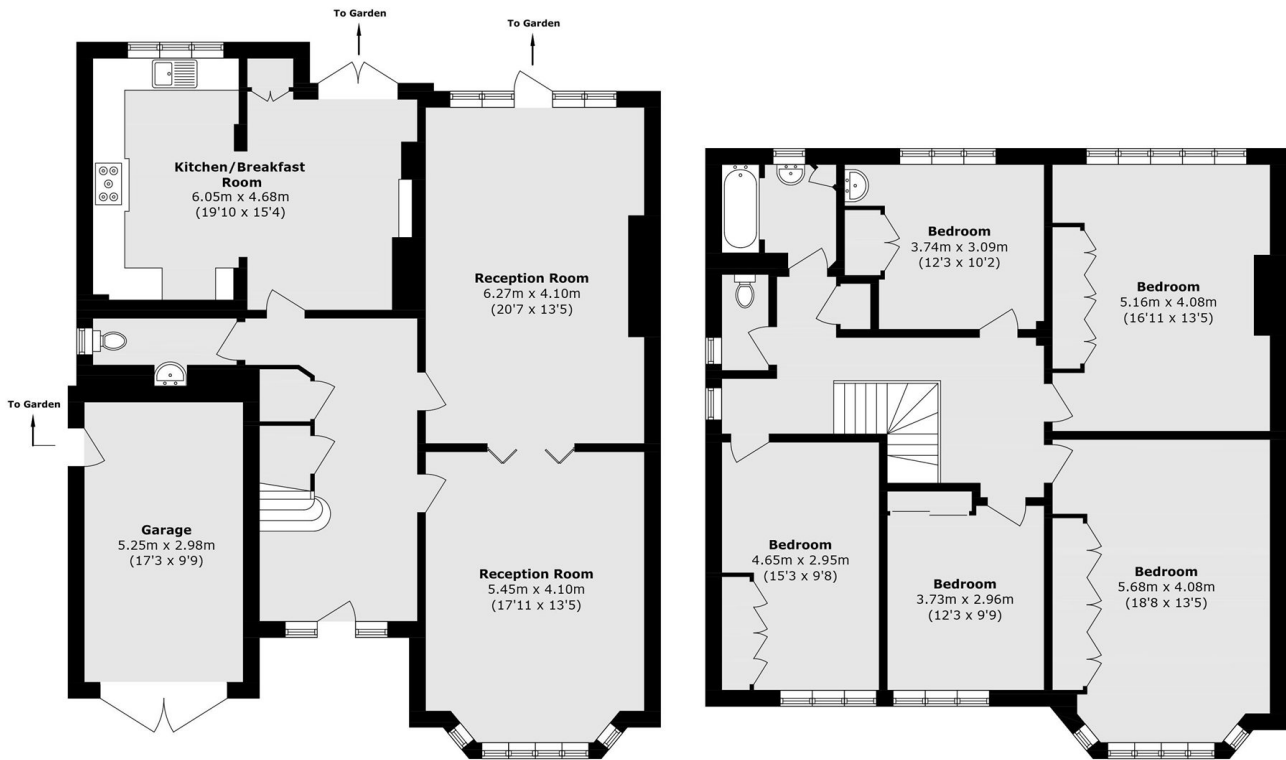 To Garden
To Garden
Kitchen/Breakfast
Room
6.05m x 4.68m
(19'10 x 15'4)
Reception Room
6.27m x 4.10m
(20'7 x 13'5)
To Garden
Garage
5.25m x 2.98m
(17'3 x 9'9)
Reception Room
5.45m x 4.10m
(17'11 x 13'5)
Bedroom
3.74m x 3.09m
(12'3 x 10'2)
Bedroom
5.16m x 4.08m
(16'11 x 13'5)
Bedroom
4.65m x 2.95m
(15'3 x 9'8)
Bedroom
3.73m x 2.96m
(12'3 x 9'9)
Bedroom
5.68m x 4.08m
(18'8 x 13'5)